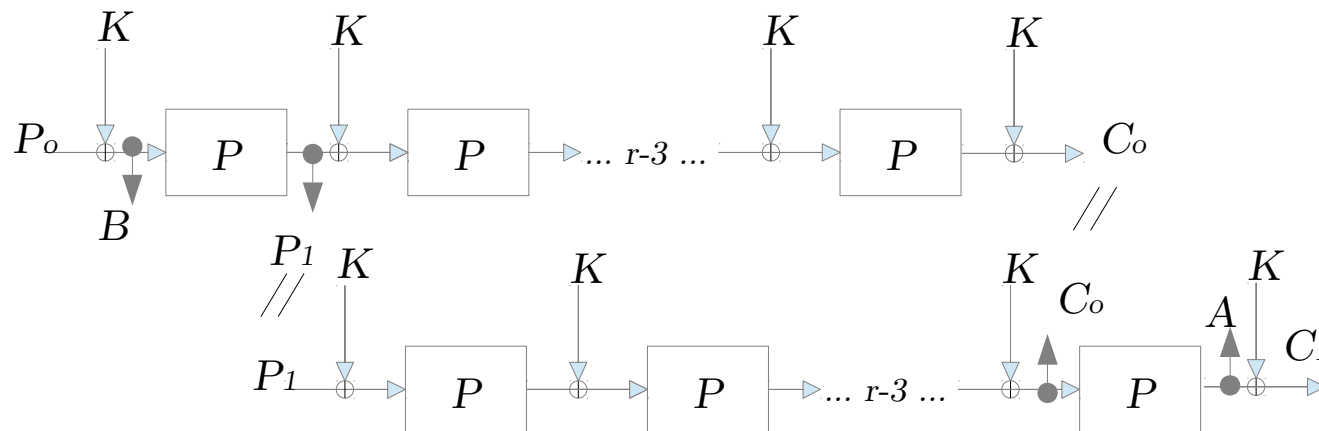 K K K K
Po P P ... r-3 ... P Co
B
P1 K K K Co K
A
P1 P P ... r-3 ... P